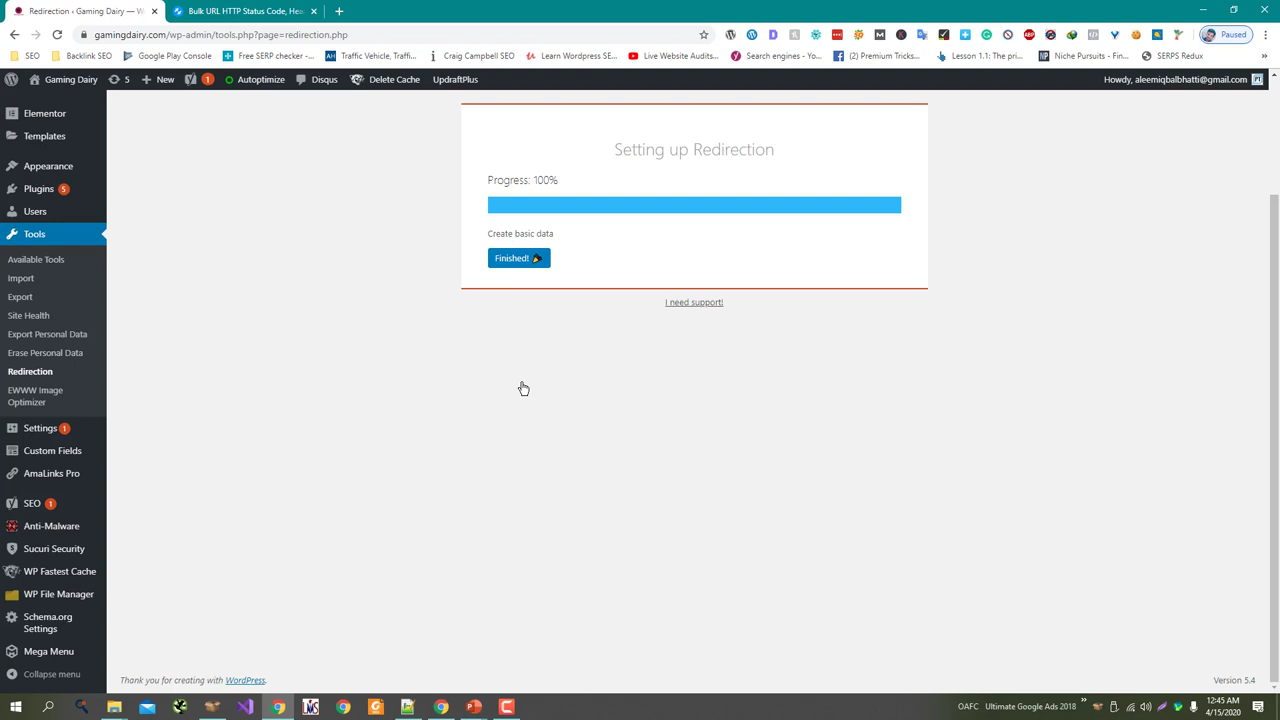 Redirection ‹ Gaming Dairy — W
Bulk URL HTTP Status Code, Hea
gamingdairy.com/wp-admin/tools.php?page=redirection.php
Paused
SEO
Backlink SEO
Google Play Console
Free SERP checker -...
Traffic Vehicle, Traffi...
Craig Campbell SEO
Learn Wordpress SE...
Live Website Audits...
Search engines - Yo...
(2) Premium Tricks...
Lesson 1.1: The pri...
Niche Pursuits - Fin...
SERPS Redux
»
Gaming Dairy
5
New
1
Autoptimize
Disqus
Delete Cache
UpdraftPlus
Howdy, aleemiqbalbhatti@gmail.com
Elementor
Templates
Appearance
Plugins 5
Users
Tools
Available Tools
Import
Export
Site Health
Export Personal Data
Erase Personal Data
Redirection
EWWW Image
Optimizer
Settings 1
Custom Fields
AmaLinks Pro
SEO 1
Anti-Malware
Sucuri Security
WP Fastest Cache
WP File Manager
Schema.org
Settings
Mega Menu
Collapse menu
Setting up Redirection
Progress: 100%
Create basic data
Finished!
I need support!
Thank you for creating with WordPress.
Version 5.4
OAFC
Ultimate Google Ads 2018
12:45 AM
4/15/2020